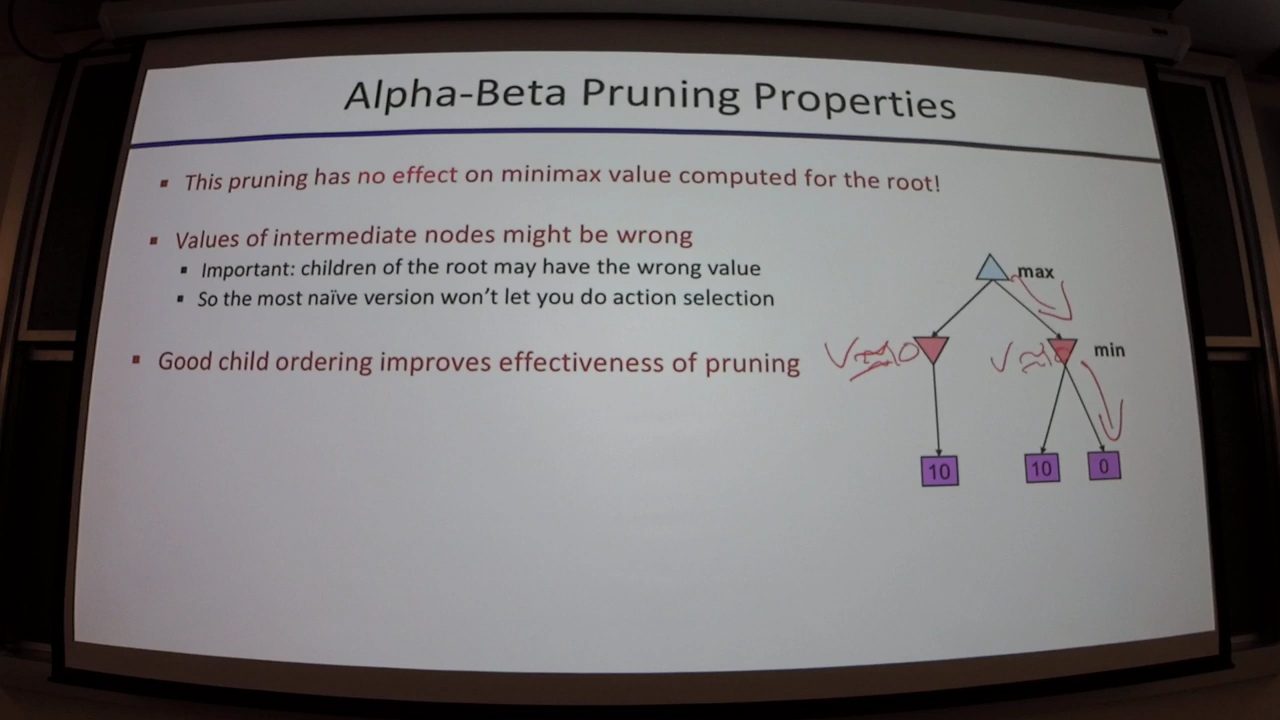 Alpha-Beta Pruning Properties
This pruning has no effect on minimax value computed for the root!
Values of intermediate nodes might be wrong
Important: children of the root may have the wrong value
So the most naïve version won't let you do action selection
Good child ordering improves effectiveness of pruning
max
min
10
10
0